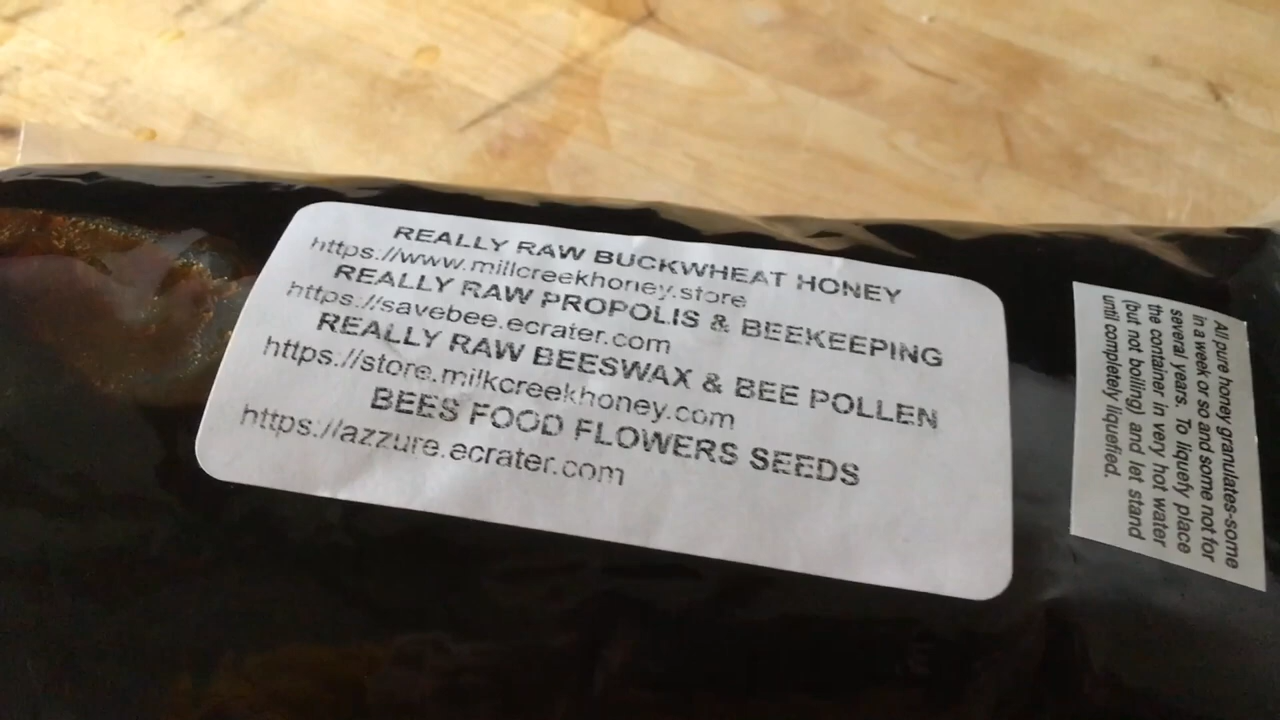 REALLY RAW BUCKWHEAT HONEY
https://www.millcreekhoney.store
REALLY RAW PROPOLIS & BEEKEEPING
https://savebee.ecrater.com
REALLY RAW BEESWAX & BEE POLLEN
https://store.milkcreekhoney.com
BEES FOOD FLOWERS SEEDS
https://azzure.ecrater.com
All pure honey granulates-some
in a week or so and some not for
several years. To liquefy place
the container in very hot water
(but not boiling) and let stand
until completely liquefied.